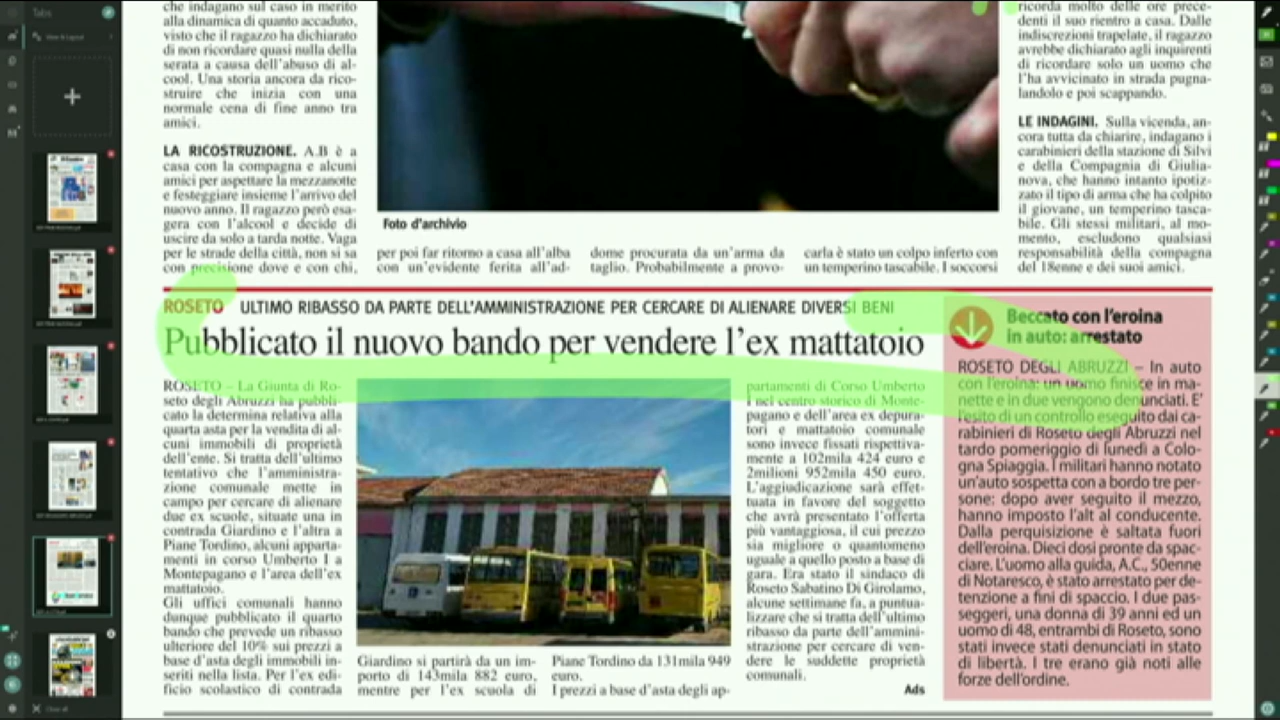 Tabs
View & Layout
che indagano sul caso in merito
alla dinamica di quanto accaduto,
visto che il ragazzo ha dichiarato
di non ricordare quasi nulla della
serata a causa dell'abuso di al-
cool. Una storia ancora da rico-
struire che inizia con una
normale cena di fine anno tra
amici.
LA RICOSTRUZIONE. A.B è a
casa con la compagna e alcuni
amici per aspettare la mezzanotte
e festeggiare insieme l'arrivo del
nuovo anno. Il ragazzo però esa-
gera con l'alcool e decide di
uscire da solo a tarda notte. Vaga
per le strade della città, non si sa
con precisione dove e con chi,
Foto d'archivio
per poi far ritorno a casa all'alba
con un'evidente ferita all'ad-
dome procurata da un'arma da
taglio. Probabilmente a provo-
carla è stato un colpo inferto con
un temperino tascabile. I soccorsi
ricorda molto delle ore prece-
denti il suo rientro a casa. Dalle
indiscrezioni trapelate, il ragazzo
avrebbe dichiarato agli inquirenti
di ricordare solo un uomo che
l'ha avvicinato in strada pugna-
landolo e poi scappando.
LE INDAGINI. Sulla vicenda, an-
cora tutta da chiarire, indagano i
carabinieri della stazione di Silvi
e della Compagnia di Giulia-
nova, che hanno intanto ipotiz-
zato il tipo di arma che ha colpito
il giovane, un temperino tasca-
bile. Gli stessi militari, al mo-
mento, escludono qualsiasi
responsabilità della compagna
del 18enne e dei suoi amici.
ROSETO ULTIMO RIBASSO DA PARTE DELL'AMMINISTRAZIONE PER CERCARE DI ALIENARE DIVERSI BENI
Pubblicato il nuovo bando per vendere l'ex mattatoio
ROSETO – La Giunta di Ro-
seto degli Abruzzi ha pubbli-
cato la determina relativa alla
quarta asta per la vendita di al-
cuni immobili di proprietà
dell'ente. Si tratta dell'ultimo
tentativo che l'amministra-
zione comunale mette in
campo per cercare di alienare
due ex scuole, situate una in
contrada Giardino e l'altra a
Piane Tordino, alcuni apparta-
menti in corso Umberto I a
Montepagano e l'area dell'ex
mattatoio.
Gli uffici comunali hanno
dunque pubblicato il quarto
bando che prevede un ribasso
ulteriore del 10% sui prezzi a
base d'asta degli immobili in-
seriti nella lista. Per l'ex edi-
ficio scolastico di contrada
Giardino si partirà da un im-
porto di 143mila 882 euro,
mentre per l'ex scuola di
Piane Tordino da 131mila 949
euro.
I prezzi a base d'asta degli ap-
partamenti di Corso Umberto
I nel centro storico di Monte-
pagano e dell'area ex depura-
tori e mattatoio comunale
sono invece fissati rispettiva-
mente a 102mila 424 euro e
2milioni 952mila 450 euro.
L'aggiudicazione sarà effet-
tuata in favore del soggetto
che avrà presentato l'offerta
più vantaggiosa, il cui prezzo
sia migliore o quantomeno
uguale a quello posto a base di
gara. Era stato il sindaco di
Roseto Sabatino Di Girolamo,
alcune settimane fa, a puntua-
lizzare che si tratta dell'ultimo
ribasso da parte dell'ammini-
strazione per cercare di ven-
dere le suddette proprietà
comunali.
Ads
Beccato con l'eroina
in auto: arrestato
ROSETO DEGLI ABRUZZI – In auto
con l'eroina: un uomo finisce in ma-
nette e in due vengono denunciati. E'
l'esito di un controllo eseguito dai ca-
rabinieri di Roseto degli Abruzzi nel
tardo pomeriggio di lunedì a Colo-
gna Spiaggia. I militari hanno notato
un'auto sospetta con a bordo tre per-
sone: dopo aver seguito il mezzo,
hanno imposto l'alt al conducente.
Dalla perquisizione è saltata fuori
dell'eroina. Dieci dosi pronte da spac-
ciare. L'uomo alla guida, A.C., 50enne
di Notaresco, è stato arrestato per de-
tenzione a fini di spaccio. I due pas-
seggeri, una donna di 39 anni ed un
uomo di 48, entrambi di Roseto, sono
stati invece stati denunciati in stato
di libertà. I tre erano già noti alle
forze dell'ordine.
Close all